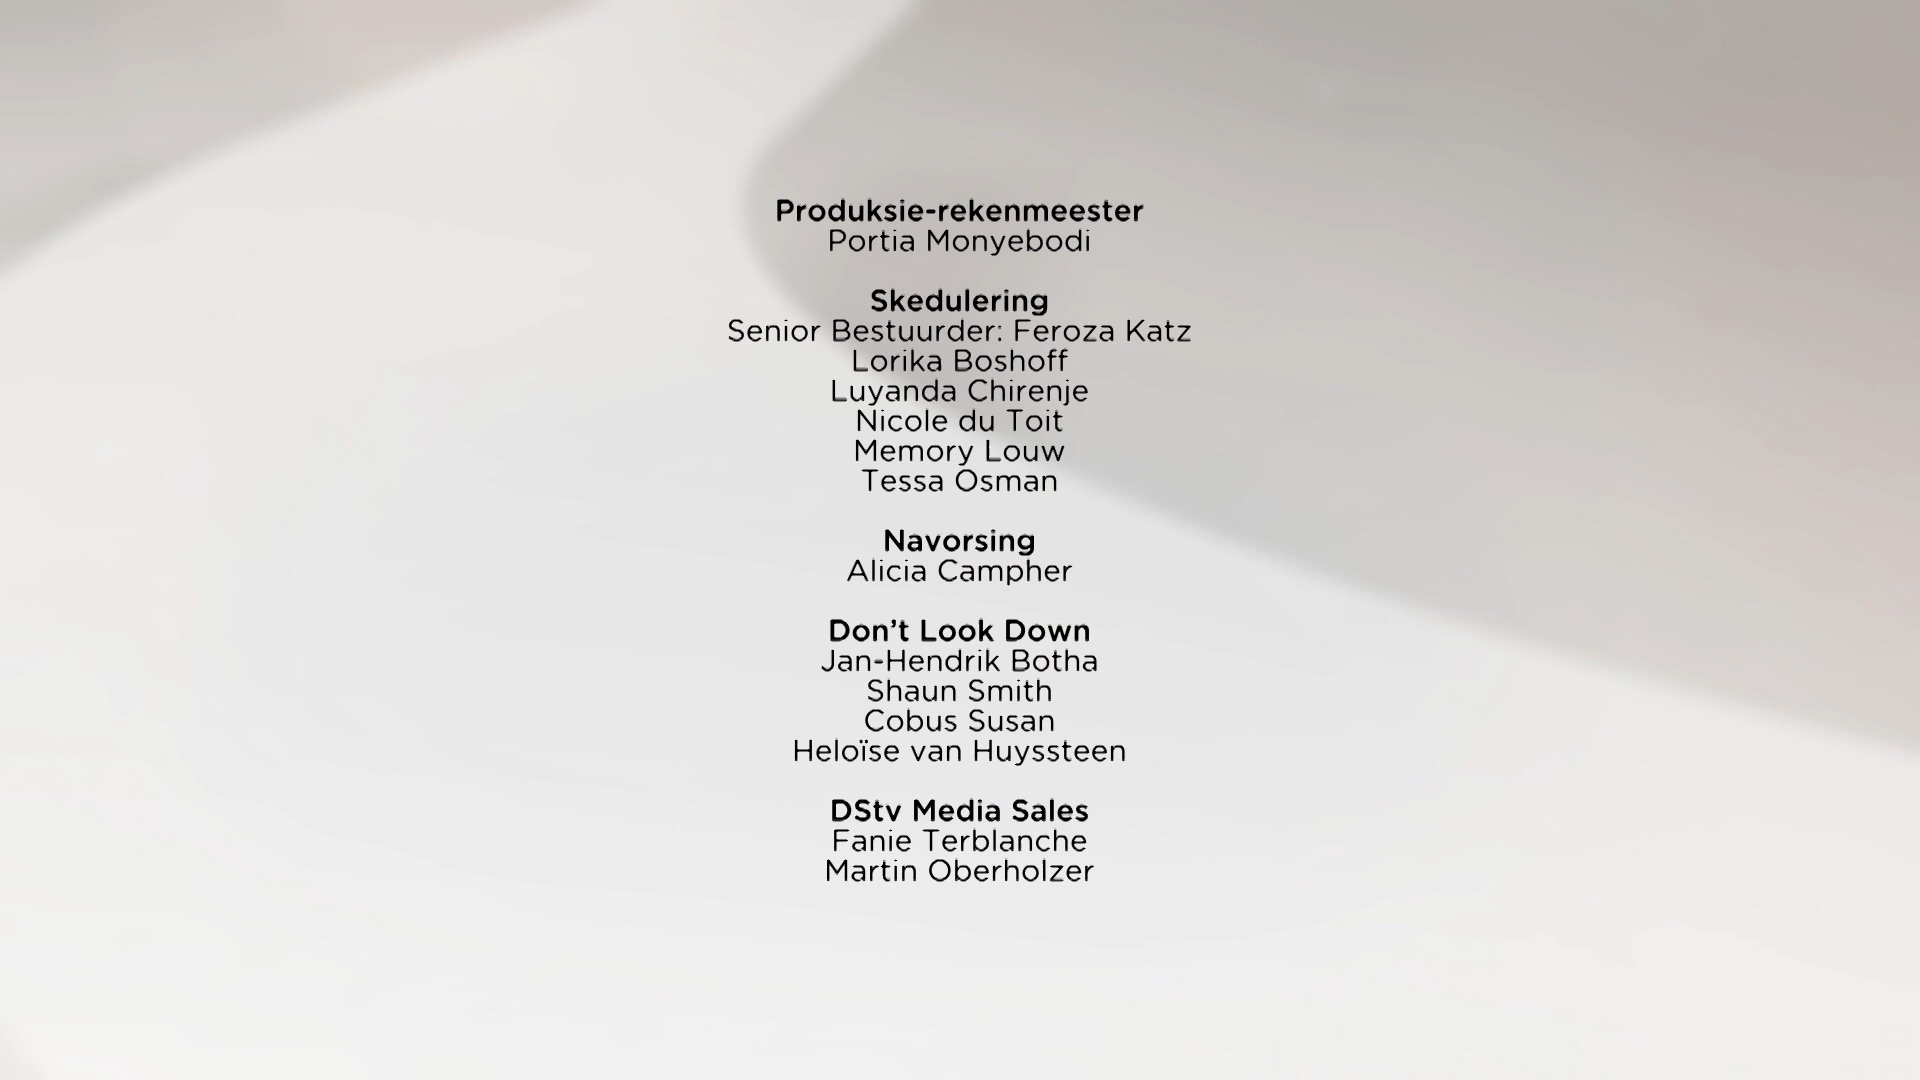 Produksie-rekenmeester
Portia Monyebodi
Skedulering
Senior Bestuurder: Feroza Katz
Lorika Boshoff
Luyanda Chirenje
Nicole du Toit
Memory Louw
Tessa Osman
Navorsing
Alicia Campher
Don’t Look Down
Jan-Hendrik Botha
Shaun Smith
Cobus Susan
Heloïse van Huyssteen
DStv Media Sales
Fanie Terblanche
Martin Oberholzer